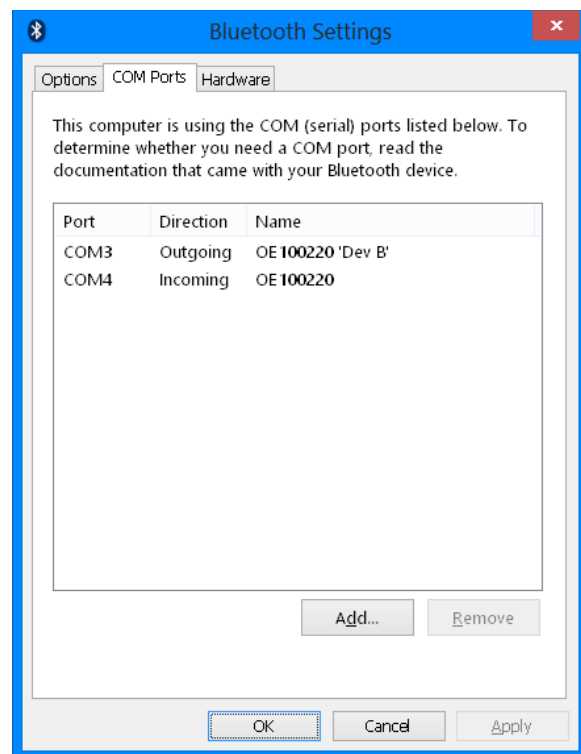 Bluetooth Settings
Options COM Ports Hardware
This computer is using the COM (serial) ports listed below. To
determine whether you need a COM port, read the
documentation that came with your Bluetooth device.
Port Direction Name
COM3 Outgoing OE100220 'Dev B'
COM4 Incoming OE100220
Add... Remove
OK Cancel Apply